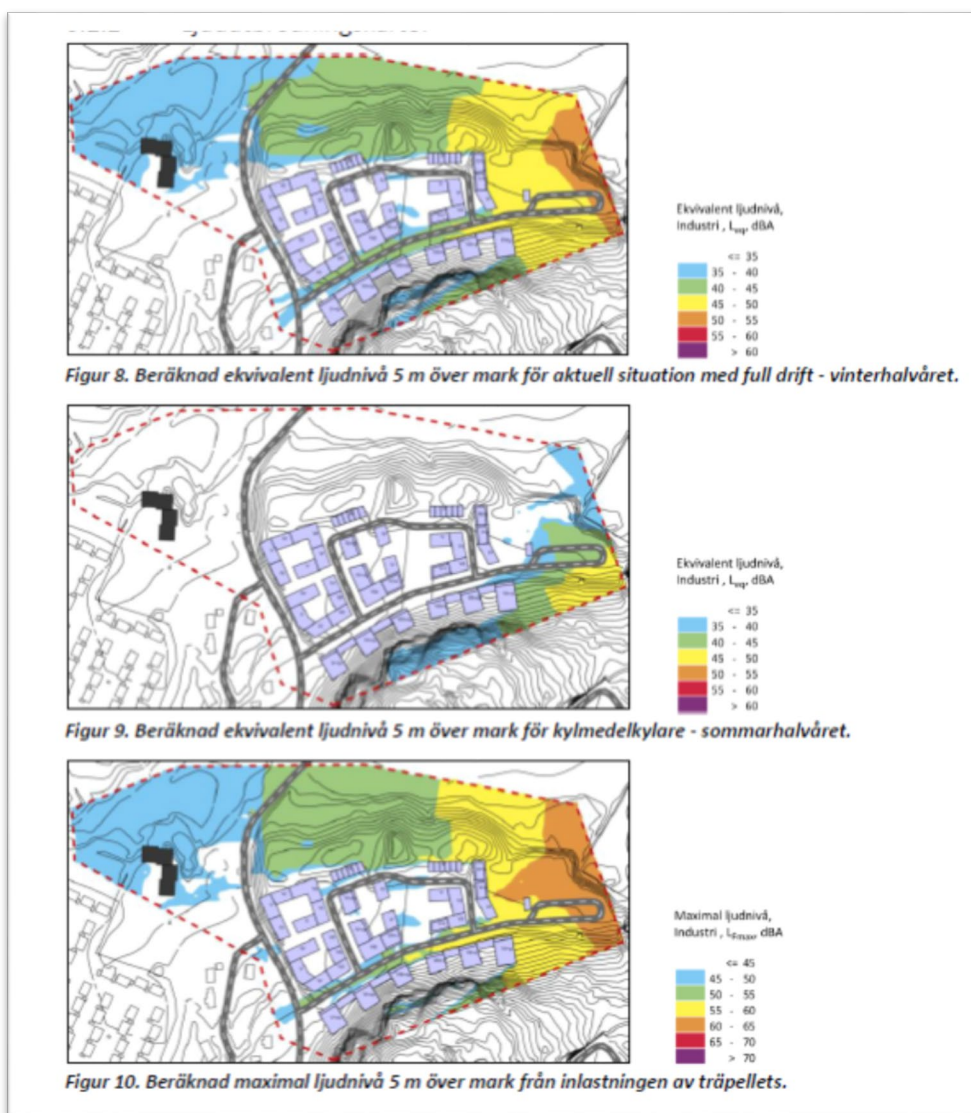 Figur 8. Beräknad ekvivalent ljudnivå 5 m över mark för aktuell situation med full drift - vinterhalvåret.
Ekvivalent ljudnivå,
Industri , Leq, dBA
<= 35
35 - 40
40 - 45
45 - 50
50 - 55
55 - 60
> 60
Figur 9. Beräknad ekvivalent ljudnivå 5 m över mark för kylmedelkylare - sommarhalvåret.
Ekvivalent ljudnivå,
Industri , Leq, dBA
<= 35
35 - 40
40 - 45
45 - 50
50 - 55
55 - 60
> 60
Figur 10. Beräknad maximal ljudnivå 5 m över mark från inlastningen av träpellets.
Maximal ljudnivå,
Industri , LFmax, dBA
<= 45
45 - 50
50 - 55
55 - 60
60 - 65
65 - 70
> 70